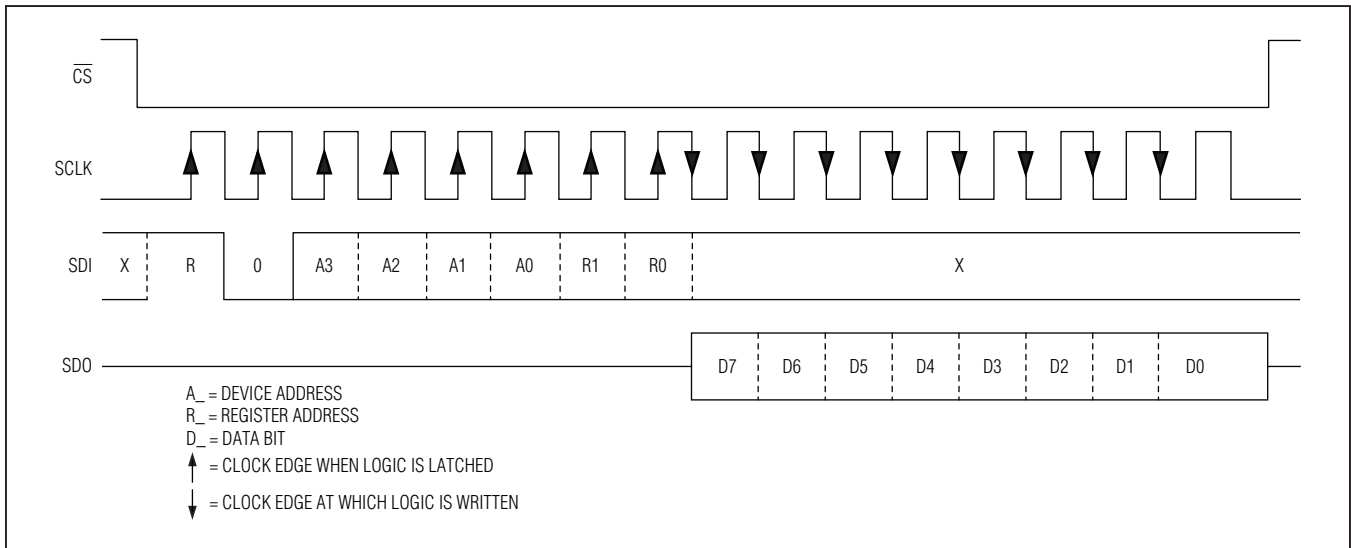 CS
SCLK
SDI X R 0 A3 A2 A1 A0 R1 R0 X
SDO D7 D6 D5 D4 D3 D2 D1 D0
A_ = DEVICE ADDRESS
R_ = REGISTER ADDRESS
D_ = DATA BIT
= CLOCK EDGE WHEN LOGIC IS LATCHED
= CLOCK EDGE AT WHICH LOGIC IS WRITTEN